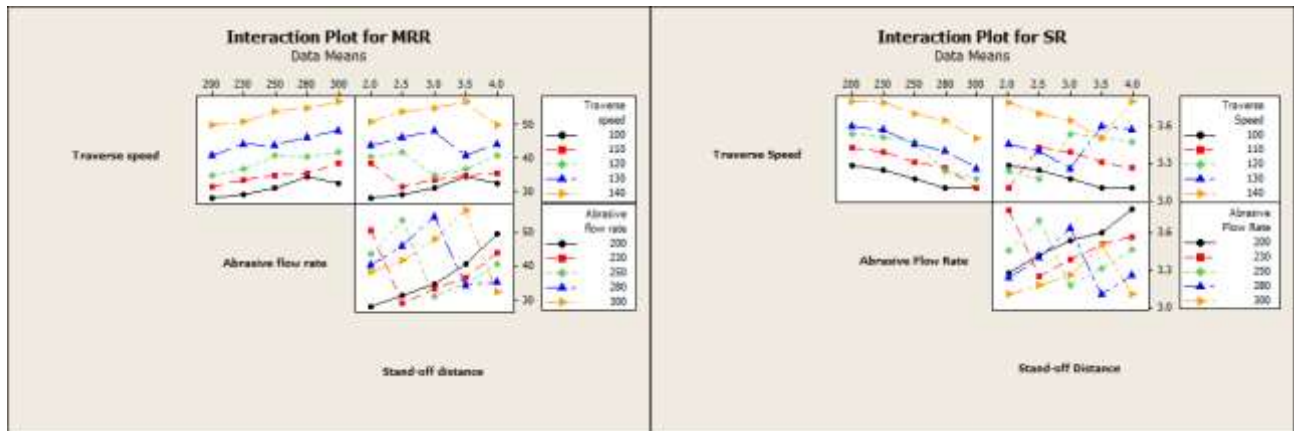 Interaction Plot for MRR
Data Means
200 230 250 280 300 2.0 2.5 3.0 3.5 4.0
Traverse speed
50
40
30
Traverse
speed
100
110
120
130
140
Abrasive flow rate
50
40
30
Abrasive
flow rate
200
230
250
280
300
Stand-off distance
Interaction Plot for SR
Data Means
200 230 250 280 300 2.0 2.5 3.0 3.5 4.0
Traverse Speed
3.6
3.3
3.0
Traverse
Speed
100
110
120
130
140
Abrasive Flow Rate
3.6
3.3
3.0
Abrasive
Flow Rate
200
230
250
280
300
Stand-off Distance